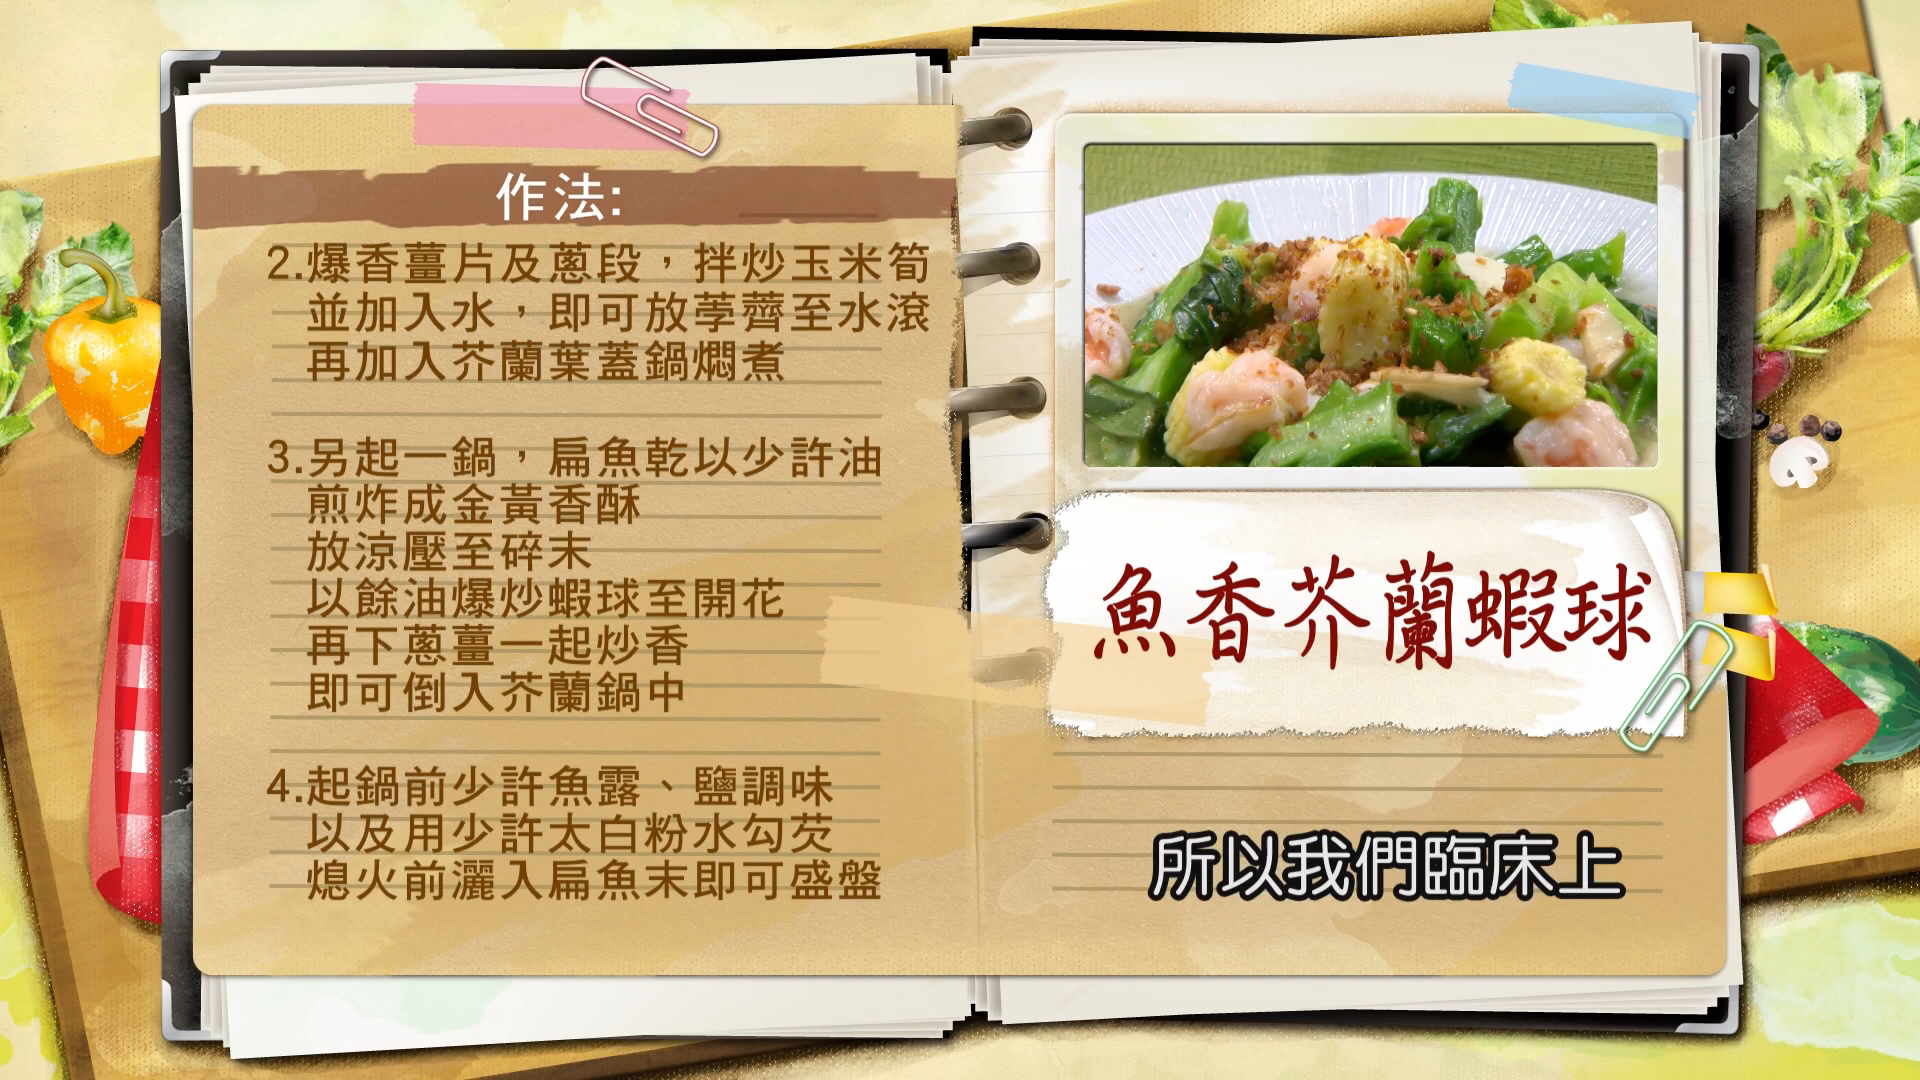 作法:
2.爆香薑片及蔥段，拌炒玉米筍
並加入水，即可放荸薺至水滾
再加入芥蘭葉蓋鍋燜煮
3.另起一鍋，扁魚乾以少許油
煎炸成金黃香酥
放涼壓至碎末
以餘油爆炒蝦球至開花
再下蔥薑一起炒香
即可倒入芥蘭鍋中
4.起鍋前少許魚露、鹽調味
以及用少許太白粉水勾芡
熄火前灑入扁魚末即可盛盤
魚香芥蘭蝦球
所以我們臨床上